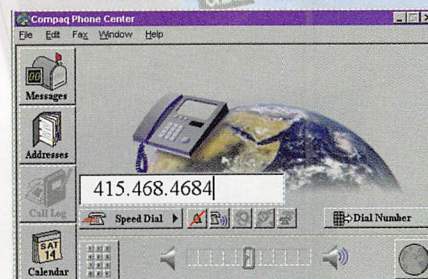 Compaq Phone Center
File Edit Fax Window Help
00
Messages
Addresses
415.468.4684
Call Log
Speed Dial
Dial Number
SAT
14
Calendar